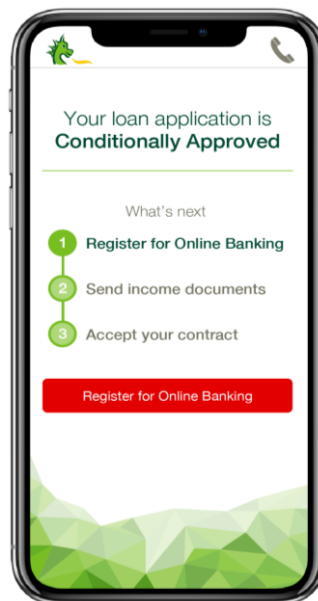 Your loan application is
Conditionally Approved
What's next
1 Register for Online Banking
2 Send income documents
3 Accept your contract
Register for Online Banking